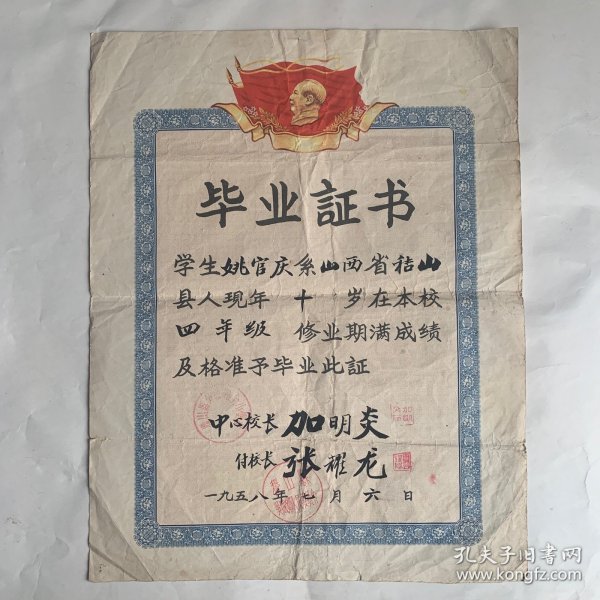 毕业証书
学生姚官庆系山西省秸山
县人现年 十 岁在本校
四年级 修业期满成绩
及格准予毕业此証
中心校长 加明炎
付校长 张耀龙
一九五八年七月六日
孔夫子旧书网
www.kongfz.com